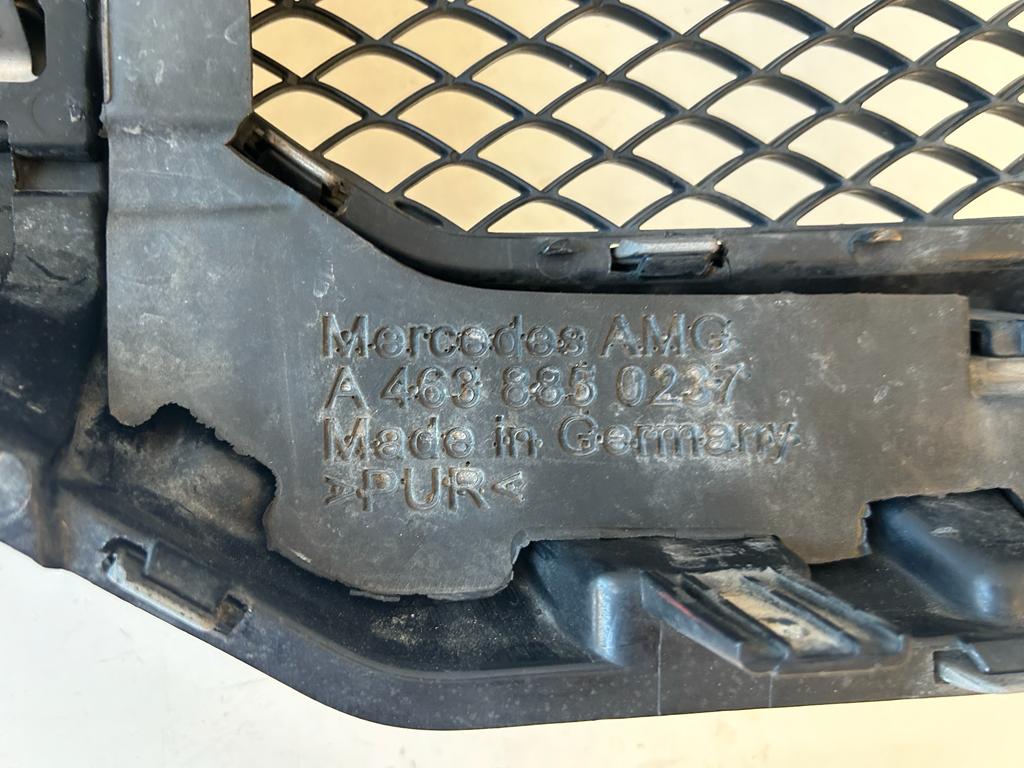 Mercedes AMG
A 463 885 0237
Made in Germany
>PUR<